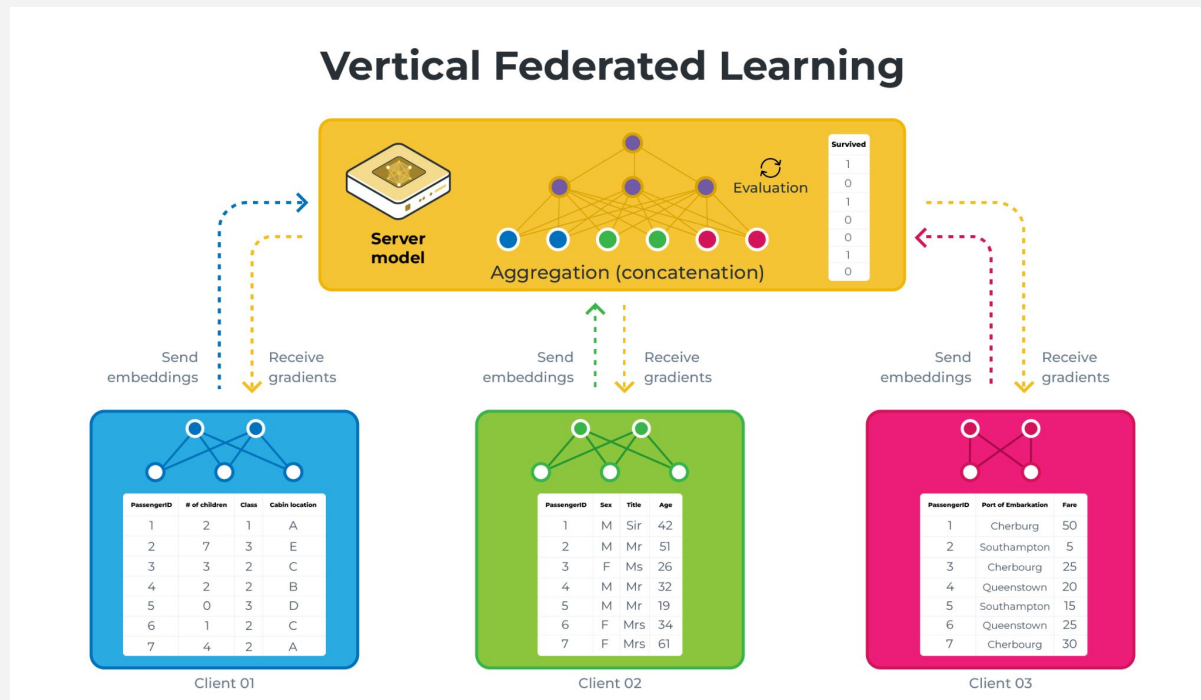 Vertical Federated Learning
Server
model
Aggregation (concatenation)
Evaluation
Survived
1
0
1
0
0
1
0
Send
embeddings
Receive
gradients
Send
embeddings
Receive
gradients
Send
embeddings
Receive
gradients
PassengerID # of children Class Cabin location
1 2 1 A
2 7 3 E
3 3 2 C
4 2 2 B
5 0 3 D
6 1 2 C
7 4 2 A
Client 01
PassengerID Sex Title Age
1 M Sir 42
2 M Mr 51
3 F Ms 26
4 M Mr 32
5 M Mr 19
6 F Mrs 34
7 F Mrs 61
Client 02
PassengerID Port of Embarkation Fare
1 Cherburg 50
2 Southampton 5
3 Cherbourg 25
4 Queenstown 20
5 Southampton 15
6 Queenstown 25
7 Cherbourg 30
Client 03